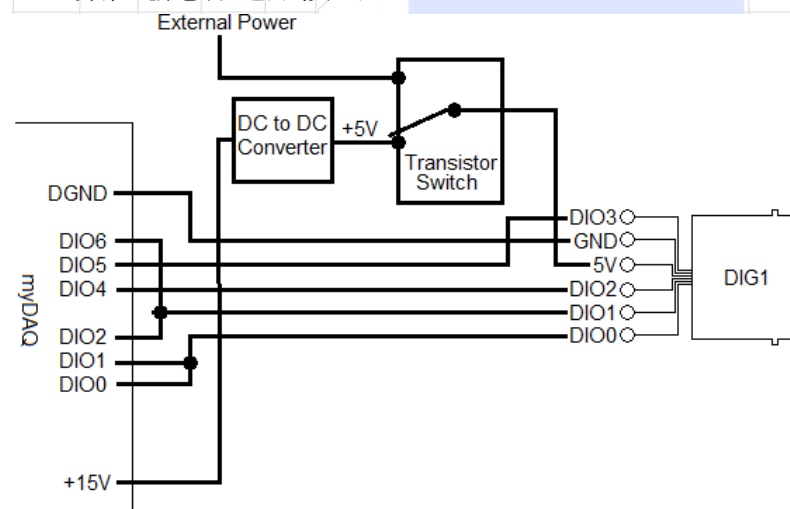 External Power
DC to DC
Converter
+5V
Transistor
Switch
DGND
DIO6
DIO5
DIO4
DIO2
DIO1
DIO0
+15V
myDAQ
DIO3
GND
5V
DIO2
DIO1
DIO0
DIG1